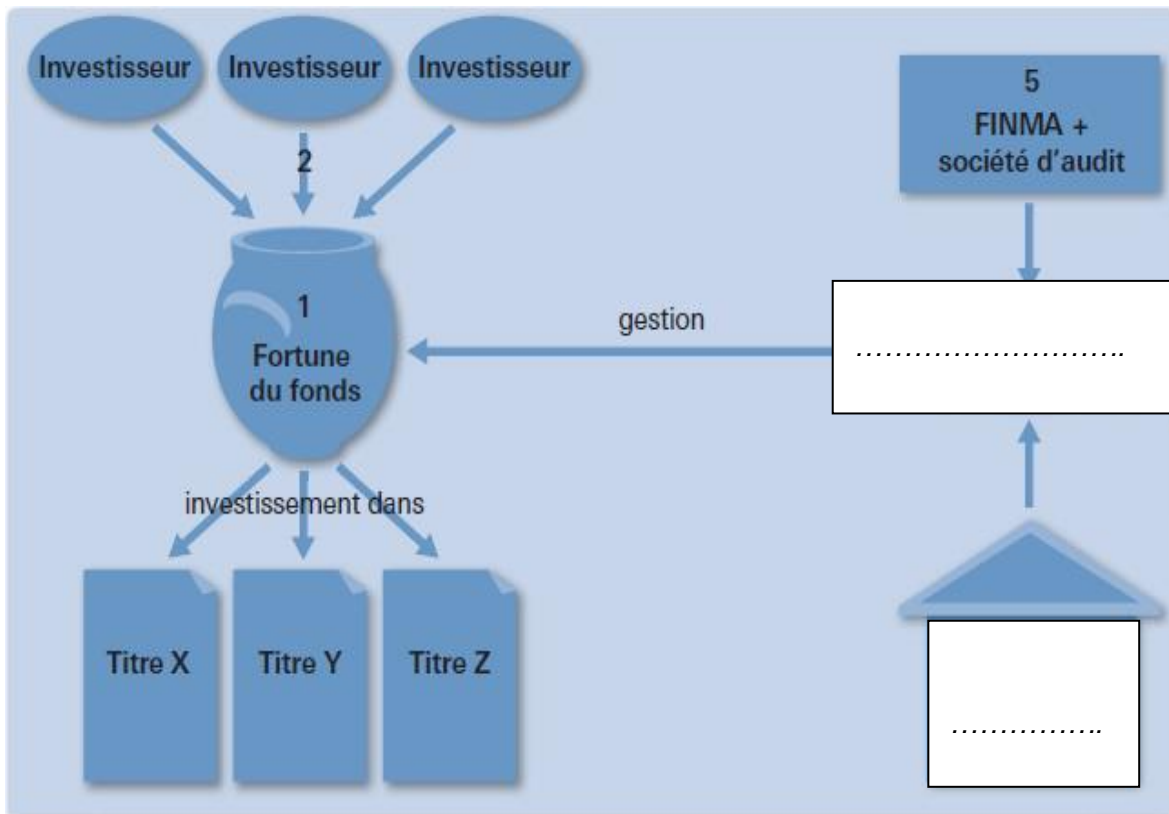 Investisseur Investisseur Investisseur
2
5
FINMA +
société d'audit
1
Fortune
du fonds
gestion
............................
investissement dans
Titre X Titre Y Titre Z
................